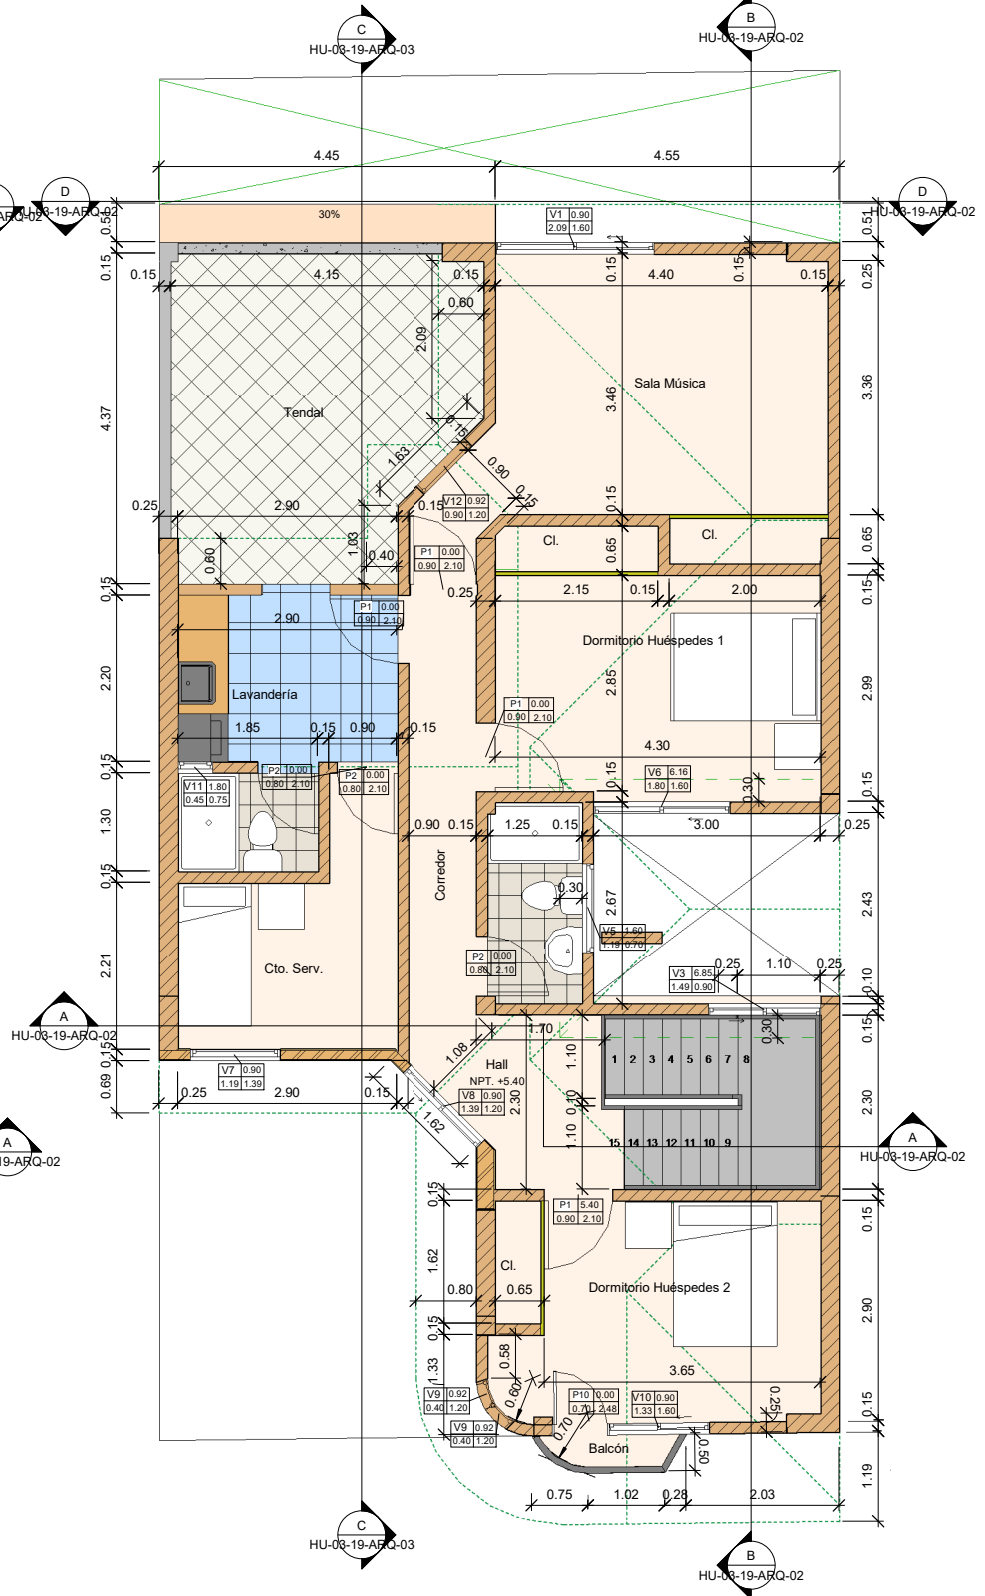 C
HU-03-19-ARQ-03
B
HU-03-19-ARQ-02
4.45
4.55
D
HU-03-19-ARQ-02
D
HU-03-19-ARQ-02
ARQ-02
0.51
30%
V1 0.90
2.09 1.60
0.51
0.15
0.15
4.15
0.15
0.15
4.40
0.15
0.15
0.25
0.60
2.09
Sala Música
3.46
3.36
4.37
Tendal
0.15
1.63
0.90
0.15
0.25
2.90
0.15
V12 0.92
0.90 1.20
0.15
Cl.
Cl.
0.65
0.65
0.60
1.03
0.40
P1 0.00
0.90 2.10
0.15
0.25
2.15
0.15
2.00
0.15
P1 0.00
0.90 2.10
2.90
Dormitorio Huéspedes 1
2.20
Lavandería
2.85
2.99
P1 0.00
0.90 2.10
1.85
0.15
0.90
0.15
4.30
0.15
V11 1.80
0.45 0.75
P2 0.00
0.80 2.10
P2 0.00
0.80 2.10
0.15
V6 6.16
1.80 1.60
0.30
0.15
1.30
0.90
0.15
1.25
0.15
3.00
0.25
0.15
Corredor
0.30
2.67
2.43
V5 1.60
1.19 0.70
2.21
Cto. Serv.
P2 0.00
0.80 2.10
V3 6.85
1.49 0.90
0.25
1.10
0.25
0.10
A
HU-03-19-ARQ-02
1.70
0.30
0.15
0.15
1.08
Hall
NPT. +5.40
1.10
1 2 3 4 5 6 7 8
0.69
V7 0.90
1.19 1.39
0.25
2.90
0.15
V8 0.90
1.39 1.20
2.30
0.10
2.30
1.62
1.10
15 14 13 12 11 10 9
A
19-ARQ-02
A
HU-03-19-ARQ-02
0.15
P1 5.40
0.90 2.10
0.15
1.62
Cl.
Dormitorio Huéspedes 2
0.80
0.65
2.90
0.15
0.58
1.33
3.65
V9 0.92
0.40 1.20
0.60
P10 0.00
0.70 2.48
V10 0.90
1.33 1.60
0.25
0.15
V9 0.92
0.40 1.20
0.70
Balcón
0.50
1.19
0.75
1.02
0.28
2.03
C
HU-03-19-ARQ-03
B
HU-03-19-ARQ-02